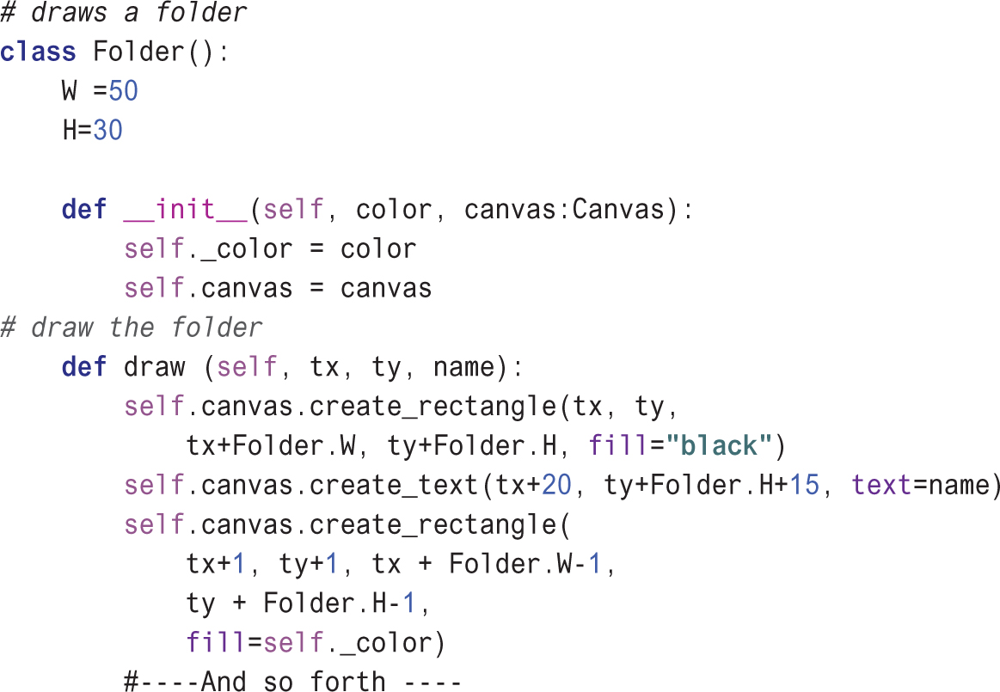 # draws a folder
class Folder():
    W =50
    H=30

    def __init__(self, color, canvas:Canvas):
        self._color = color
        self.canvas = canvas
# draw the folder
    def draw (self, tx, ty, name):
        self.canvas.create_rectangle(tx, ty,
            tx+Folder.W, ty+Folder.H, fill="black")
        self.canvas.create_text(tx+20, ty+Folder.H+15, text=name)
        self.canvas.create_rectangle(
            tx+1, ty+1, tx + Folder.W-1,
            ty + Folder.H-1,
            fill=self._color)
        #----And so forth ----